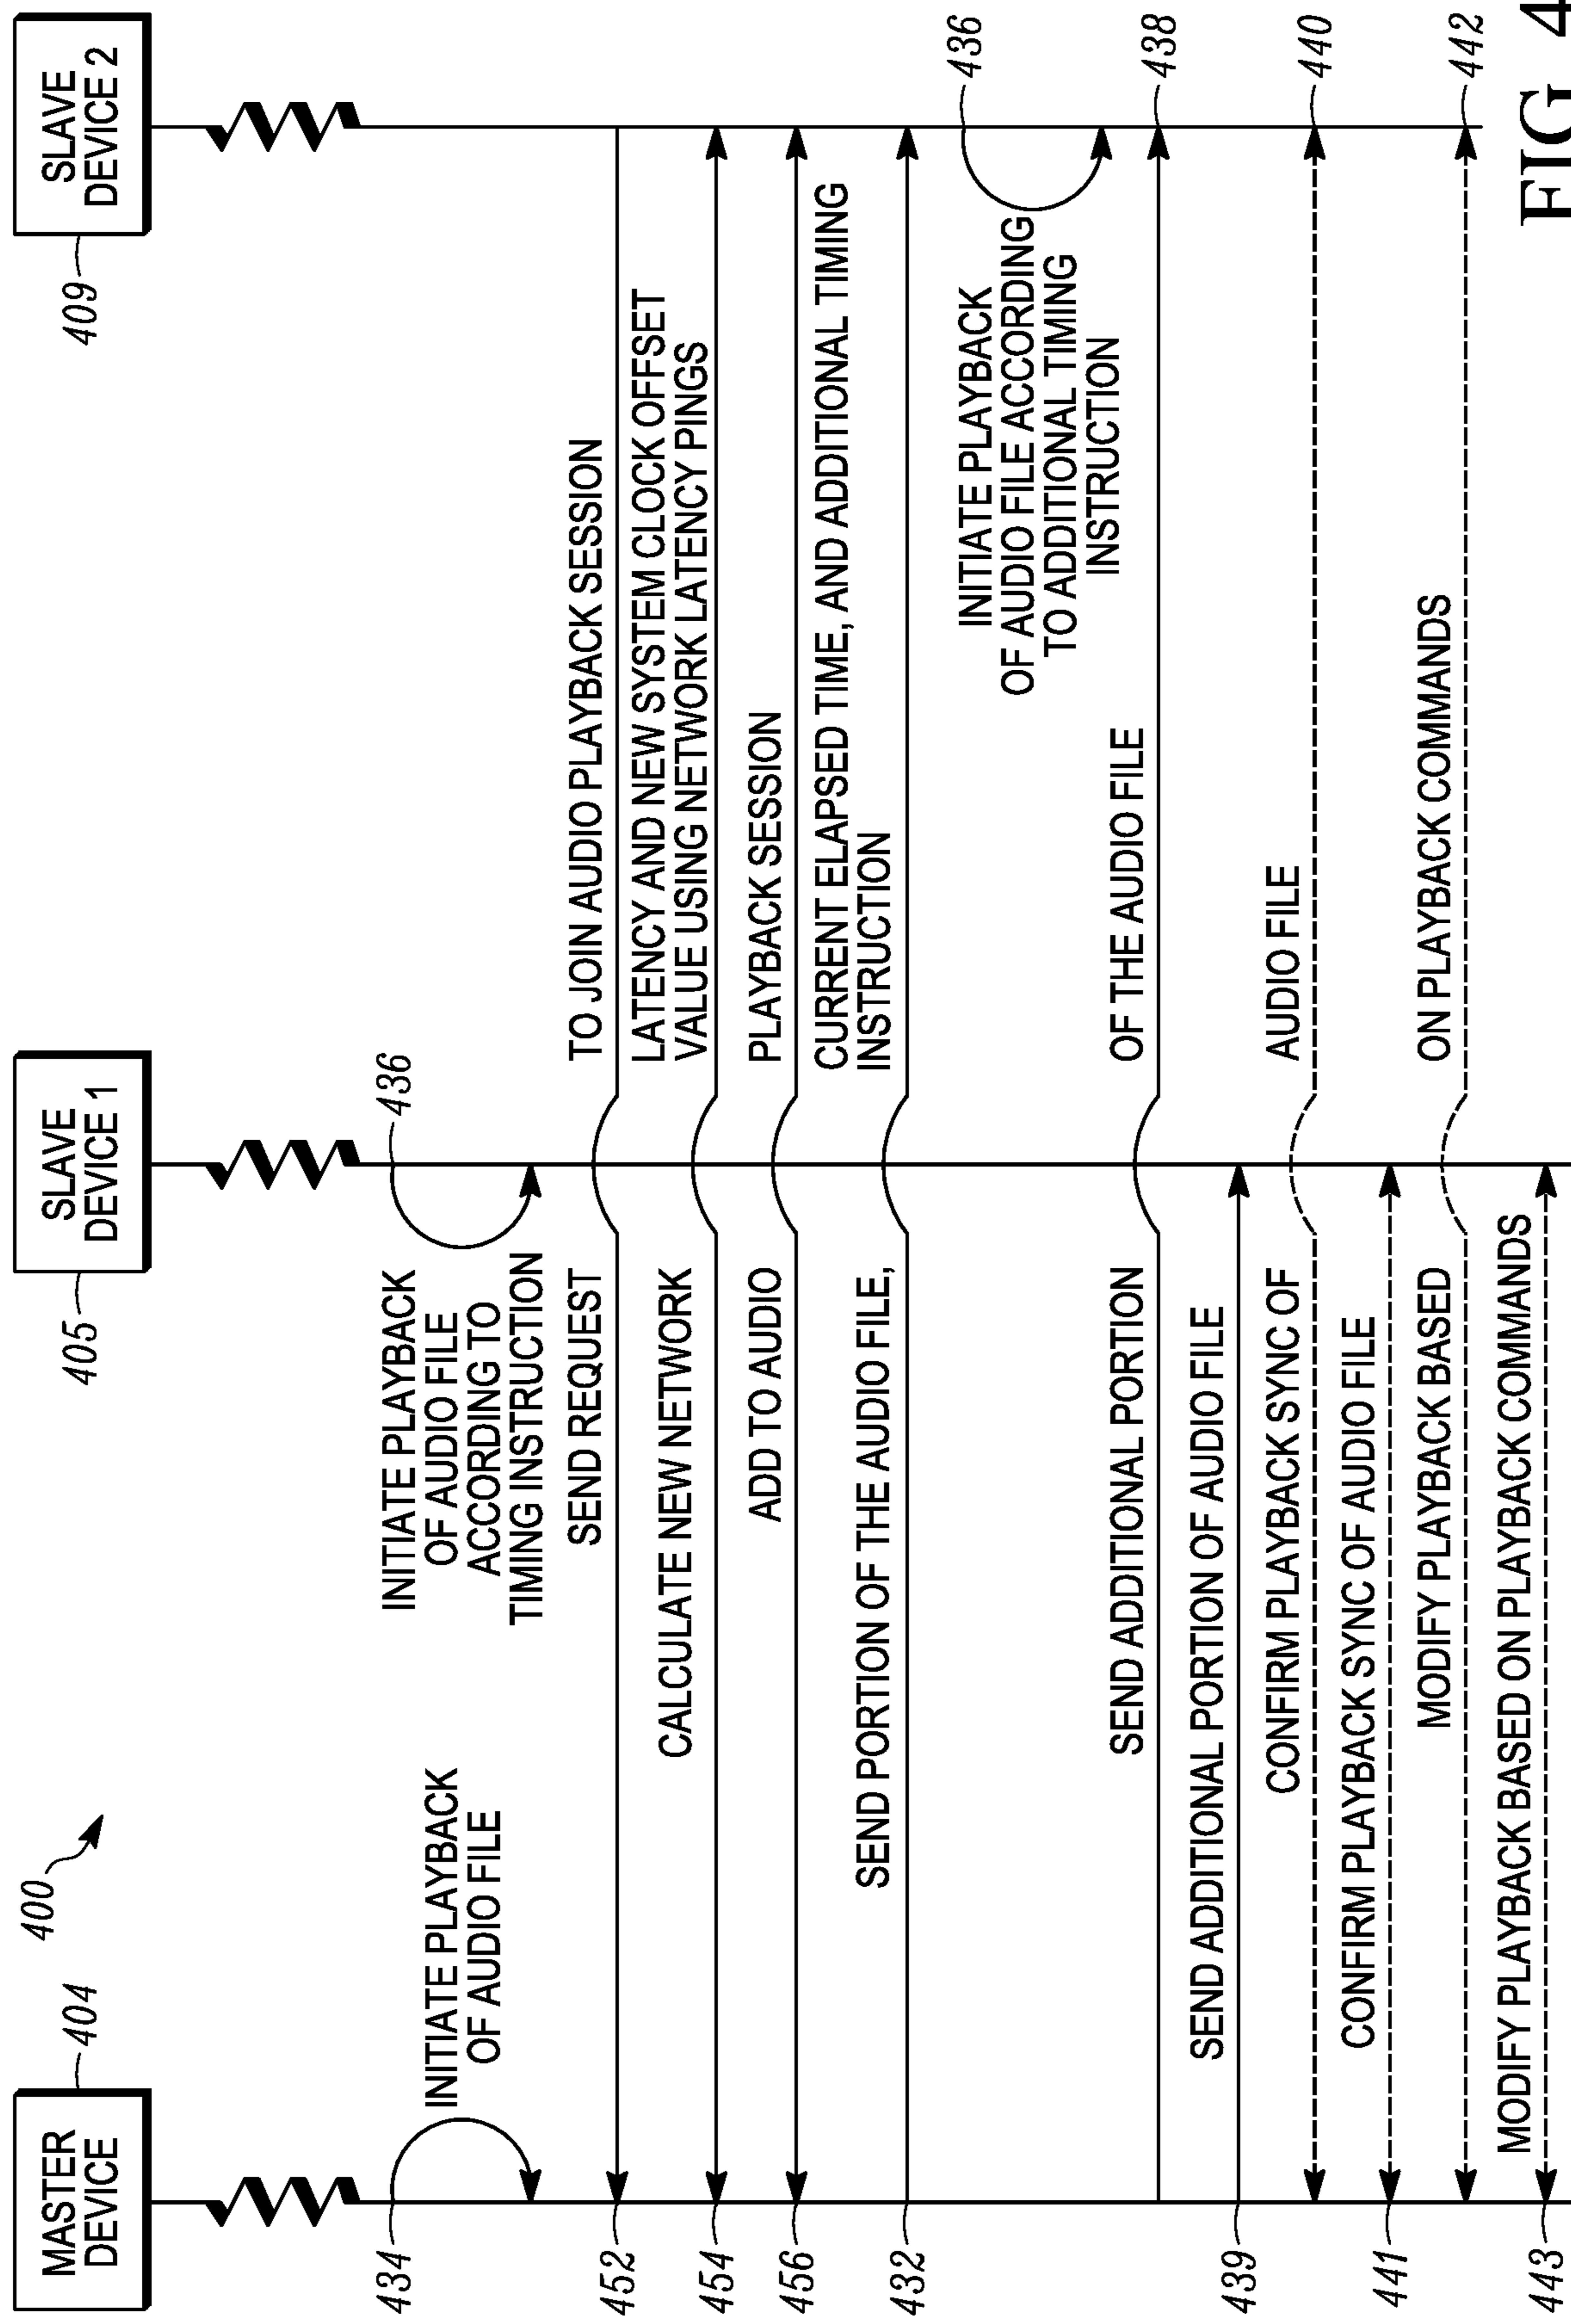 400
MASTER
DEVICE
404
SLAVE
DEVICE 1
405
SLAVE
DEVICE 2
409
434
INITIATE PLAYBACK
OF AUDIO FILE
INITIATE PLAYBACK
OF AUDIO FILE
ACCORDING TO
TIMING INSTRUCTION
436
452
SEND REQUEST
TO JOIN AUDIO PLAYBACK SESSION
454
CALCULATE NEW NETWORK
LATENCY AND NEW SYSTEM CLOCK OFFSET
VALUE USING NETWORK LATENCY PINGS
456
ADD TO AUDIO
PLAYBACK SESSION
432
SEND PORTION OF THE AUDIO FILE,
CURRENT ELAPSED TIME, AND ADDITIONAL TIMING
INSTRUCTION
436
INITIATE PLAYBACK
OF AUDIO FILE ACCORDING
TO ADDITIONAL TIMING
INSTRUCTION
SEND ADDITIONAL PORTION
OF THE AUDIO FILE
438
439
SEND ADDITIONAL PORTION OF AUDIO FILE
CONFIRM PLAYBACK SYNC OF
AUDIO FILE
440
441
CONFIRM PLAYBACK SYNC OF AUDIO FILE
MODIFY PLAYBACK BASED
ON PLAYBACK COMMANDS
442
443
MODIFY PLAYBACK BASED ON PLAYBACK COMMANDS
FIG. 4